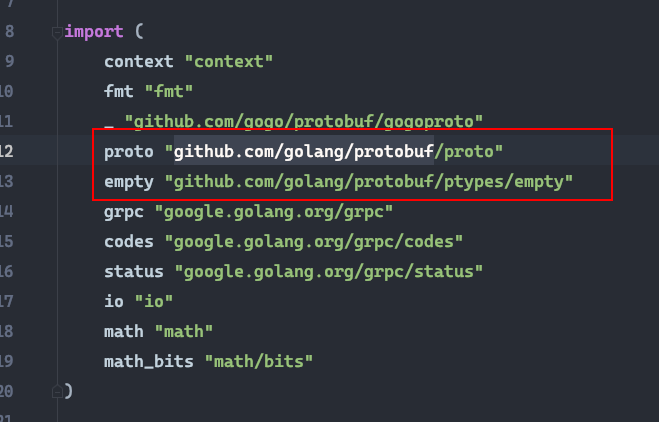 7
8 import (
9 context "context"
10 fmt "fmt"
11 _ "github.com/gogo/protobuf/gogoproto"
12 proto "github.com/golang/protobuf/proto"
13 empty "github.com/golang/protobuf/ptypes/empty"
14 grpc "google.golang.org/grpc"
15 codes "google.golang.org/grpc/codes"
16 status "google.golang.org/grpc/status"
17 io "io"
18 math "math"
19 math_bits "math/bits"
20 )
21